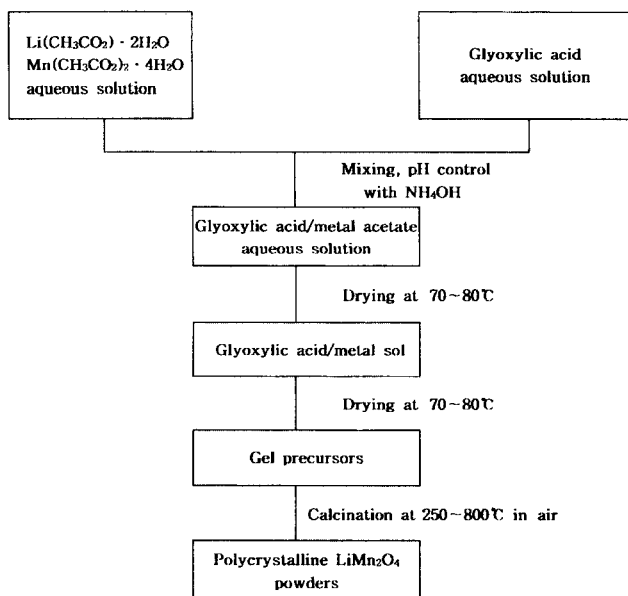 Li(CH₃CO₂) · 2H₂O
Mn(CH₃CO₂)₂ · 4H₂O
aqueous solution
Glyoxylic acid
aqueous solution
Mixing, pH control
with NH₄OH
Glyoxylic acid/metal acetate
aqueous solution
Drying at 70~80℃
Glyoxylic acid/metal sol
Drying at 70~80℃
Gel precursors
Calcination at 250~800℃ in air
Polycrystalline LiMn₂O₄
powders